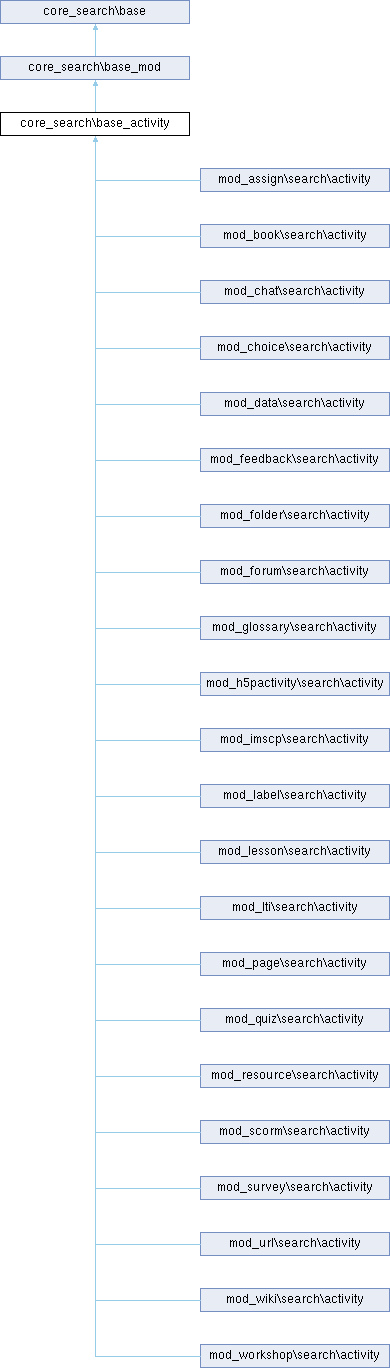 core_search\base
core_search\base_mod
core_search\base_activity
mod_assign\search\activity
mod_book\search\activity
mod_chat\search\activity
mod_choice\search\activity
mod_data\search\activity
mod_feedback\search\activity
mod_folder\search\activity
mod_forum\search\activity
mod_glossary\search\activity
mod_h5pactivity\search\activity
mod_imscp\search\activity
mod_label\search\activity
mod_lesson\search\activity
mod_lti\search\activity
mod_page\search\activity
mod_quiz\search\activity
mod_resource\search\activity
mod_scorm\search\activity
mod_survey\search\activity
mod_url\search\activity
mod_wiki\search\activity
mod_workshop\search\activity